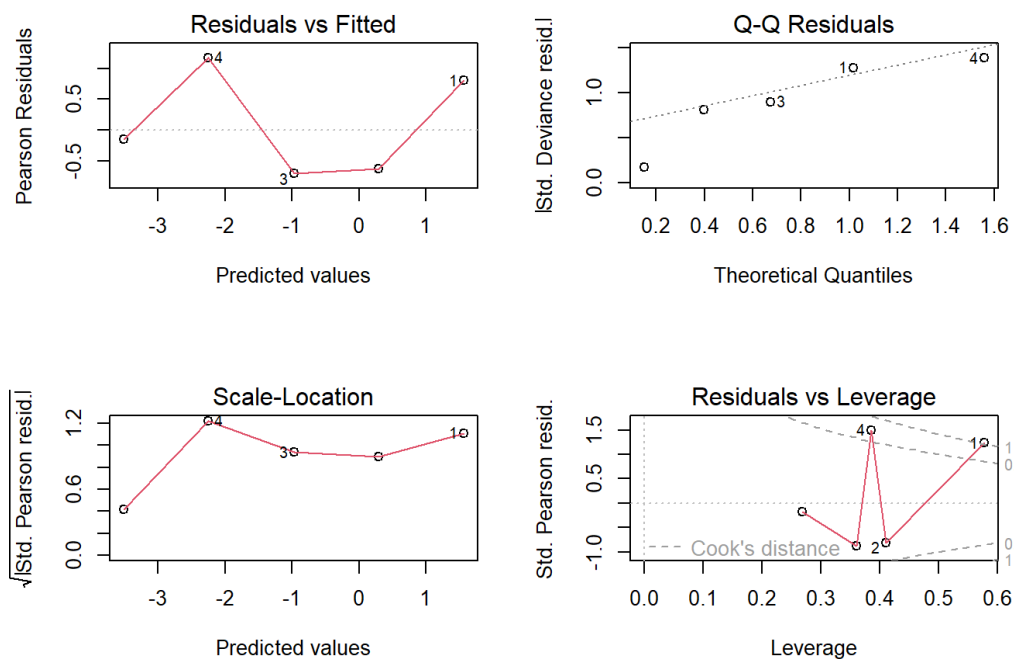 Residuals vs Fitted
Pearson Residuals
-0.5 0.5
4
1
3
-3 -2 -1 0 1
Predicted values
Q-Q Residuals
|Std. Deviance resid.|
0.0 1.0
1
4
3
0.2 0.4 0.6 0.8 1.0 1.2 1.4 1.6
Theoretical Quantiles
Scale-Location
√|Std. Pearson resid.|
0.0 0.6 1.2
4
3
1
-3 -2 -1 0 1
Predicted values
Residuals vs Leverage
Std. Pearson resid.
-1.0 0.5 1.5
4
1
1
0
2
Cook's distance
0
1
0.0 0.1 0.2 0.3 0.4 0.5 0.6
Leverage